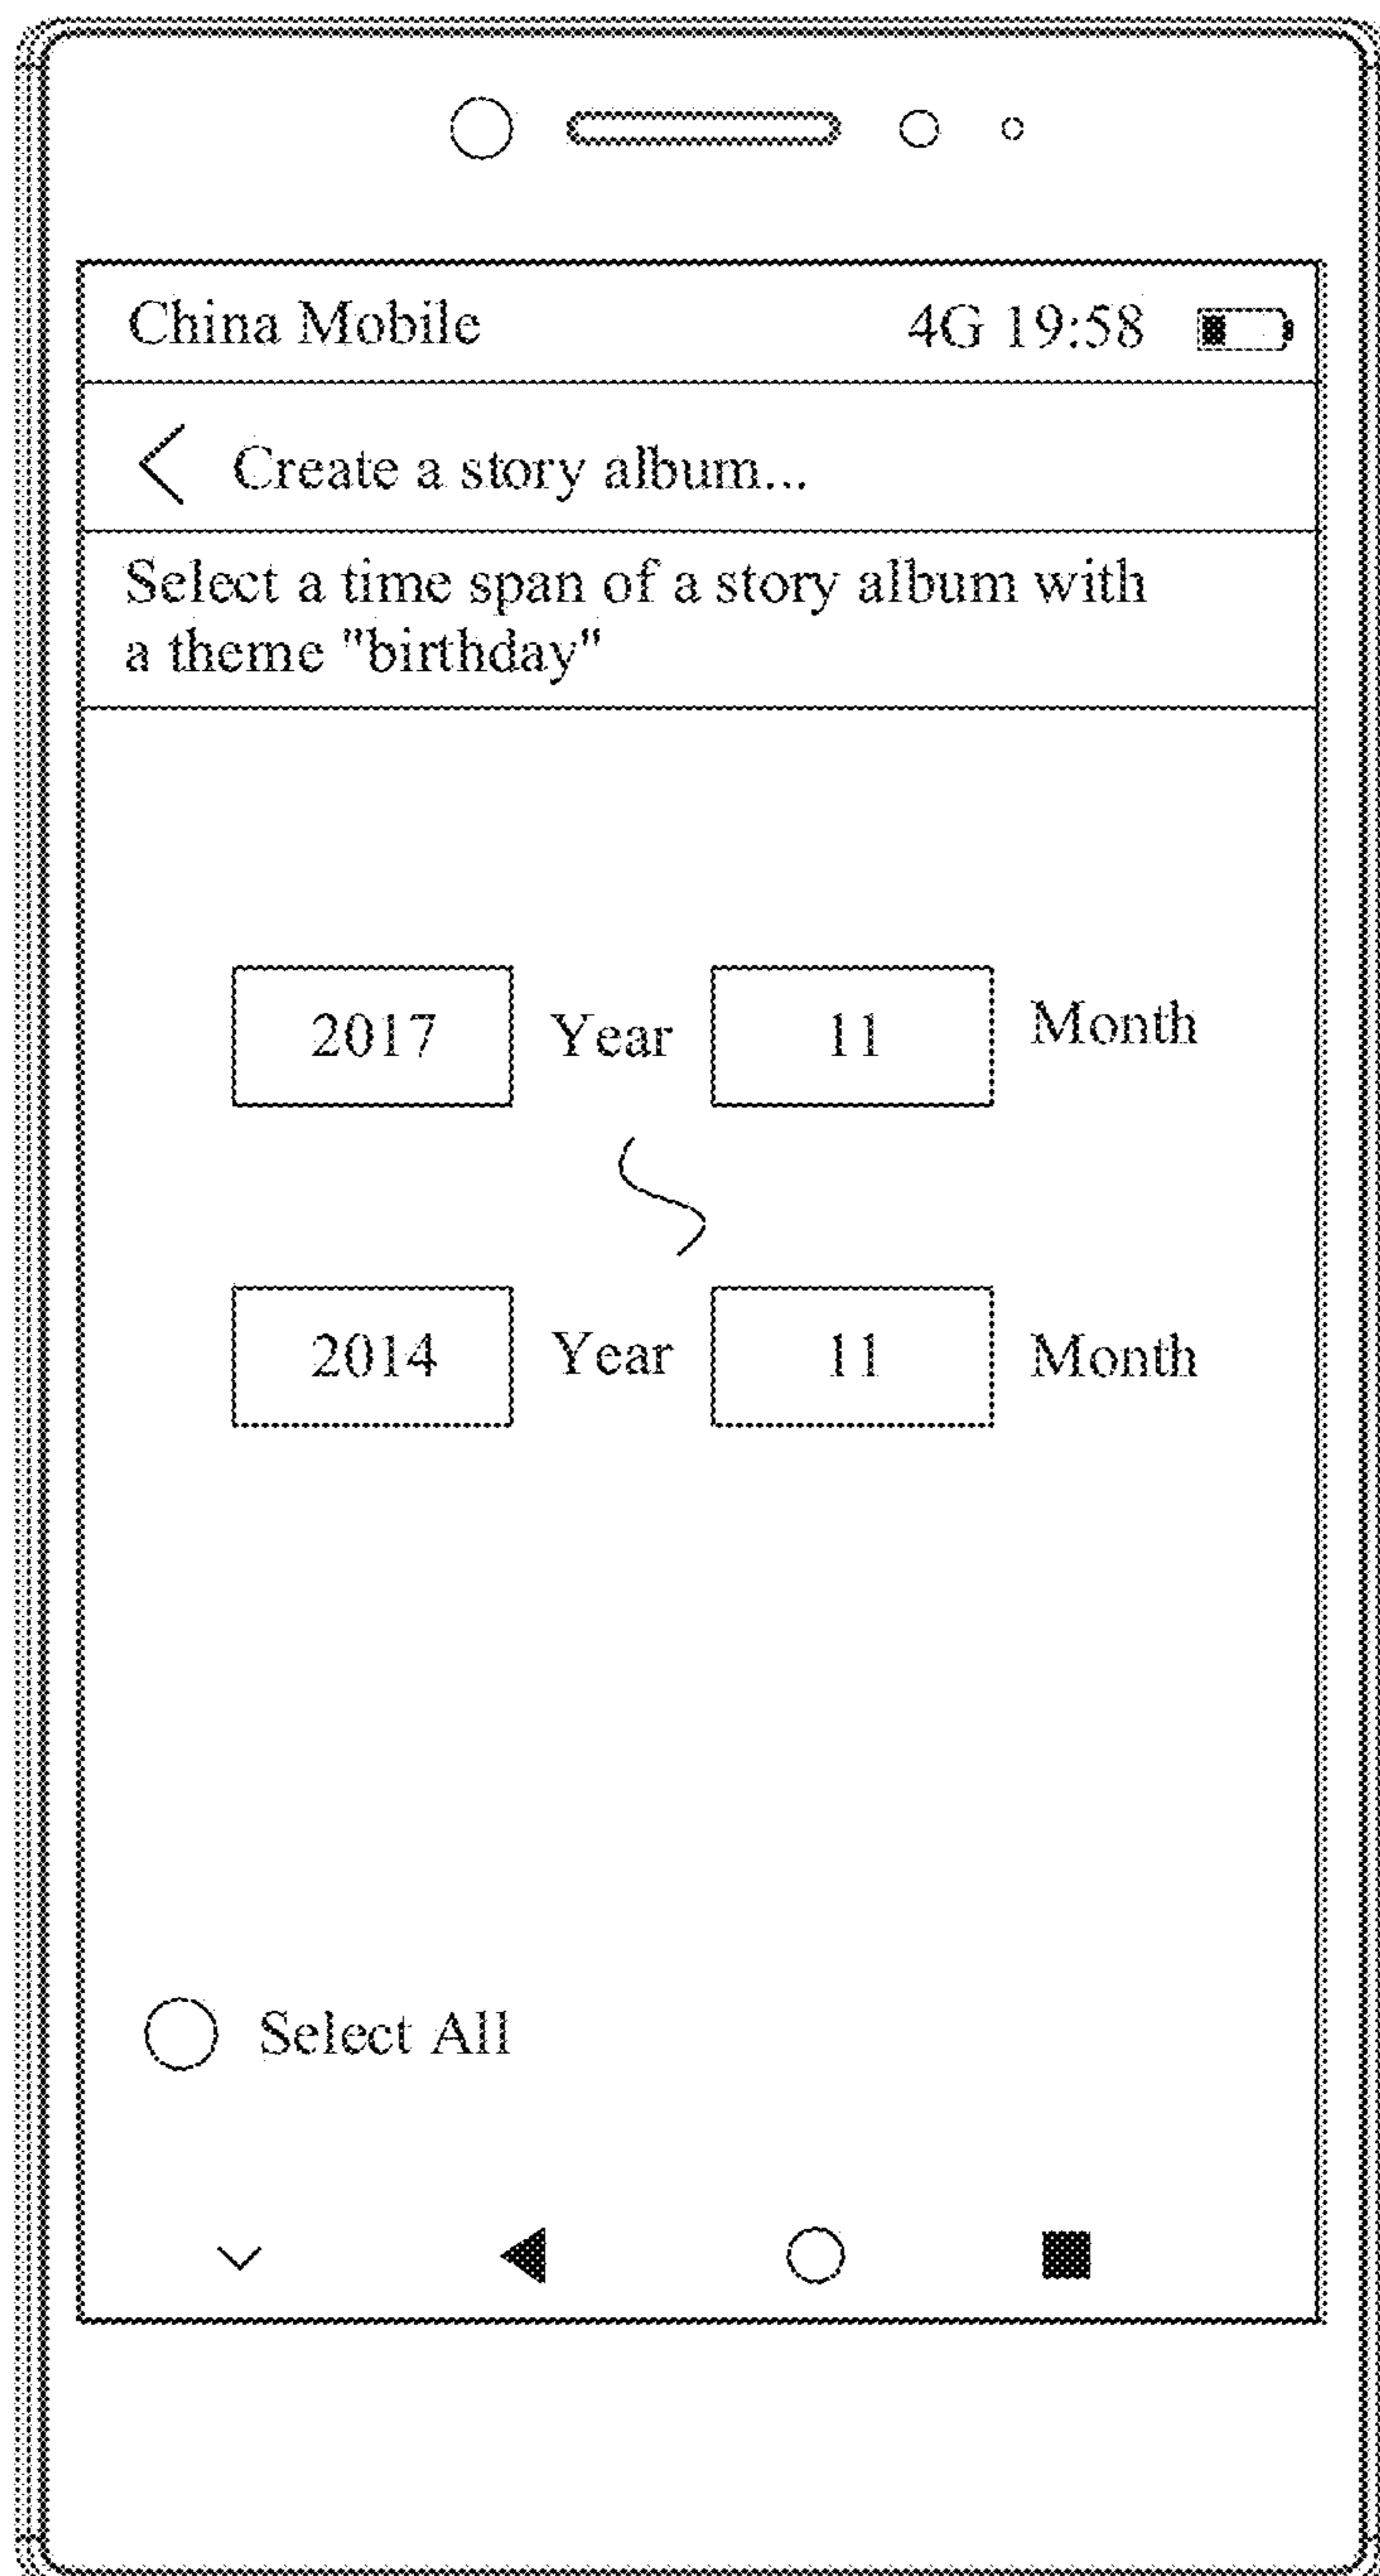 China Mobile 4G 19:58
Create a story album...
Select a time span of a story album with
a theme "birthday"
2017 Year 11 Month
2014 Year 11 Month
Select All